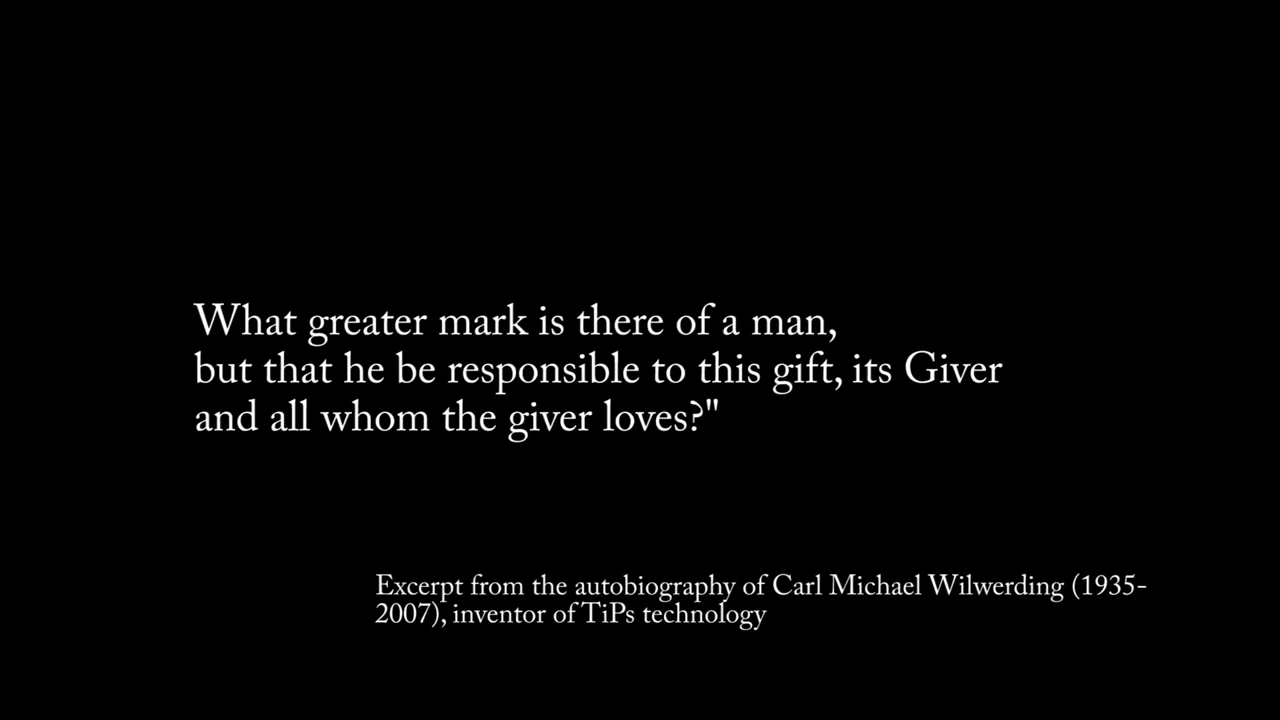 What greater mark is there of a man,
but that he be responsible to this gift, its Giver
and all whom the giver loves?"
Excerpt from the autobiography of Carl Michael Wilwerding (1935-
2007), inventor of TiPs technology